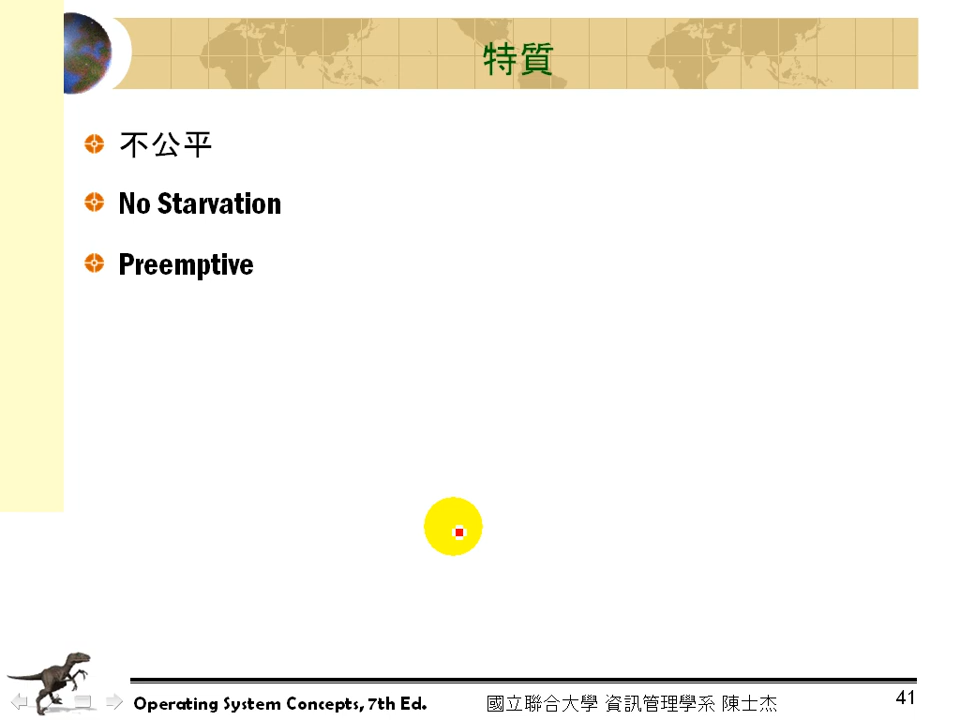 特質
不公平
No Starvation
Preemptive
Operating System Concepts, 7th Ed.
國立聯合大學 資訊管理學系 陳士杰
41